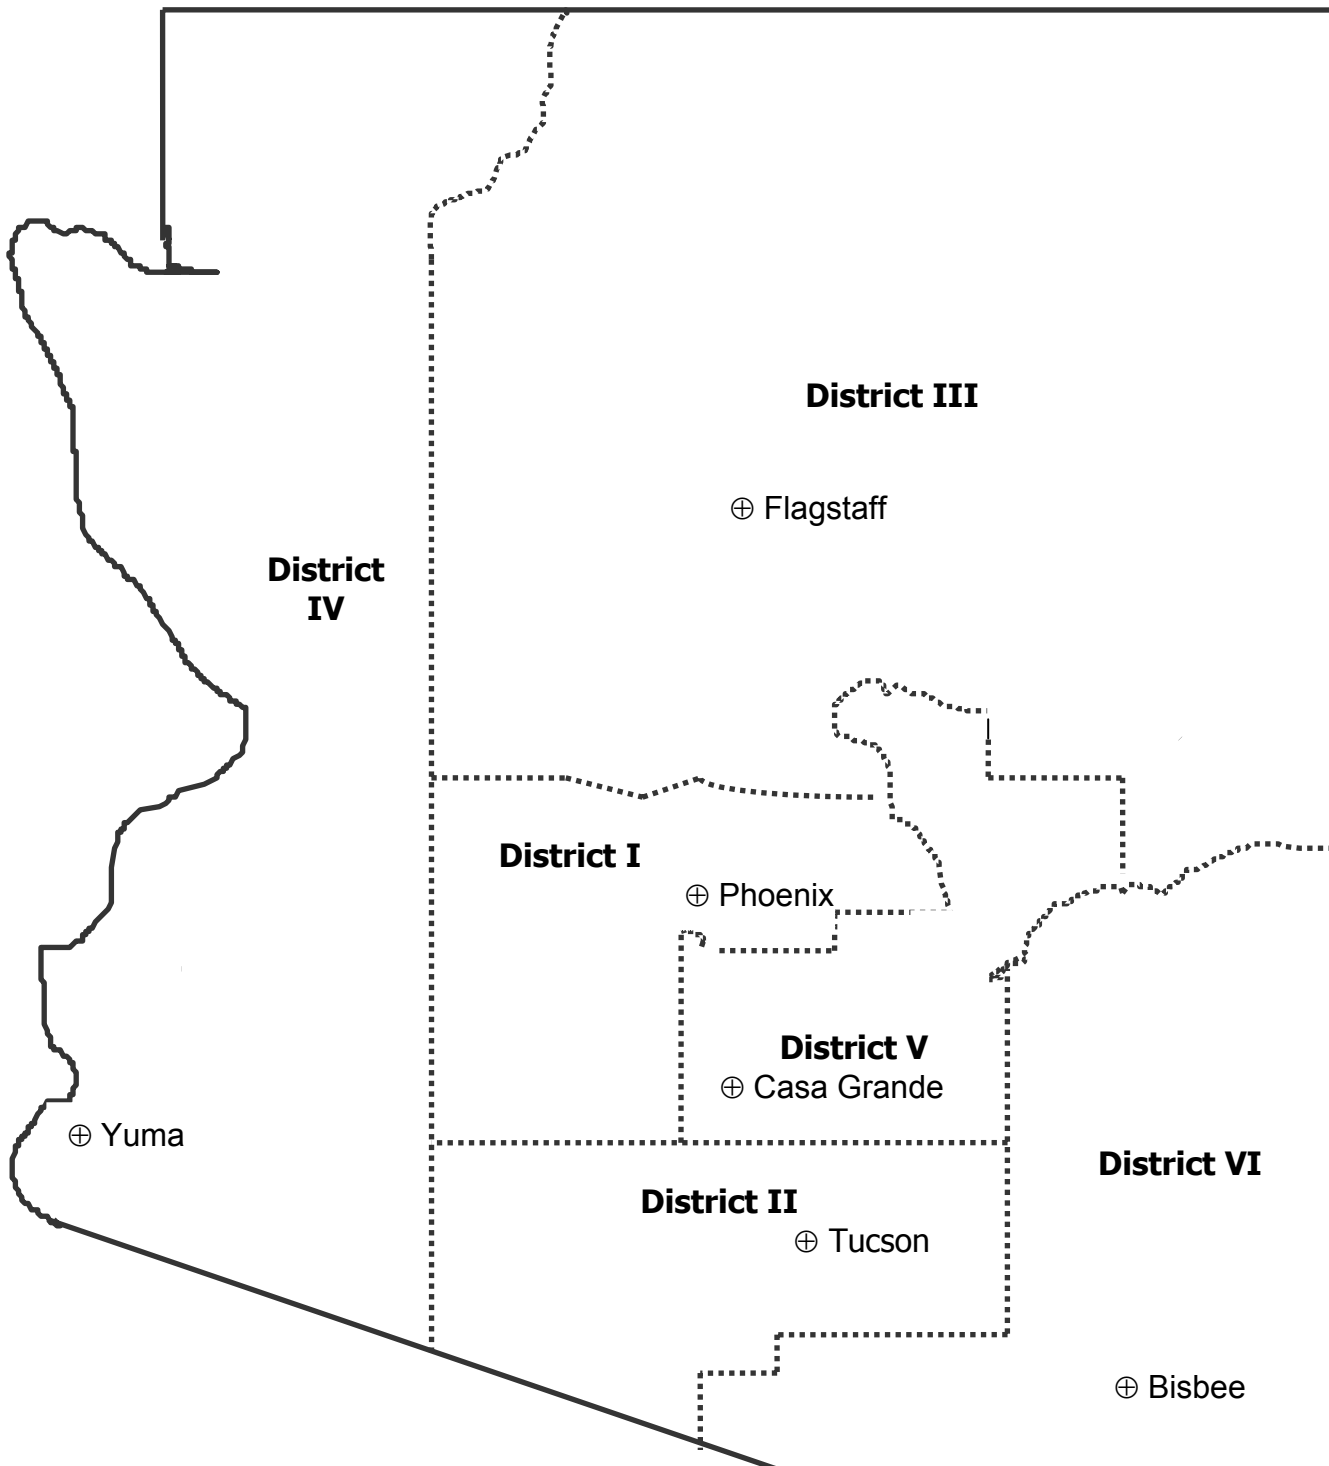 District III
⊕ Flagstaff
District
IV
District I
⊕ Phoenix
District V
⊕ Casa Grande
⊕ Yuma
District VI
District II
⊕ Tucson
⊕ Bisbee